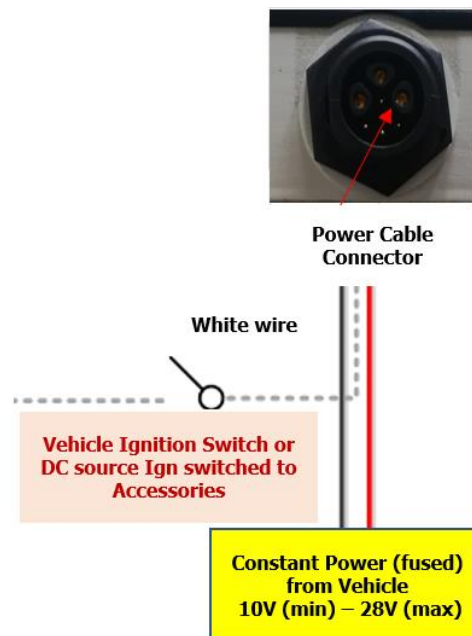 Power Cable
Connector
White wire
Vehicle Ignition Switch or
DC source Ign switched to
Accessories
Constant Power (fused)
from Vehicle
10V (min) – 28V (max)